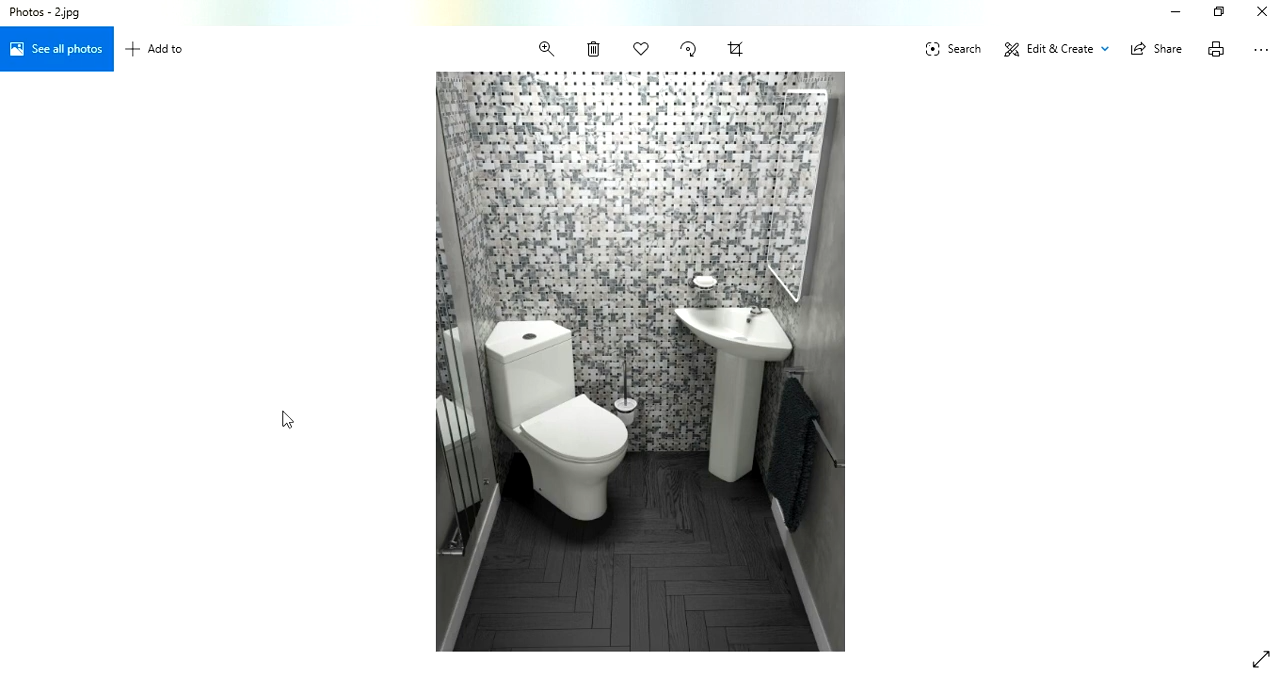 Photos - 2.jpg
See all photos
Add to
Search
Edit & Create
Share